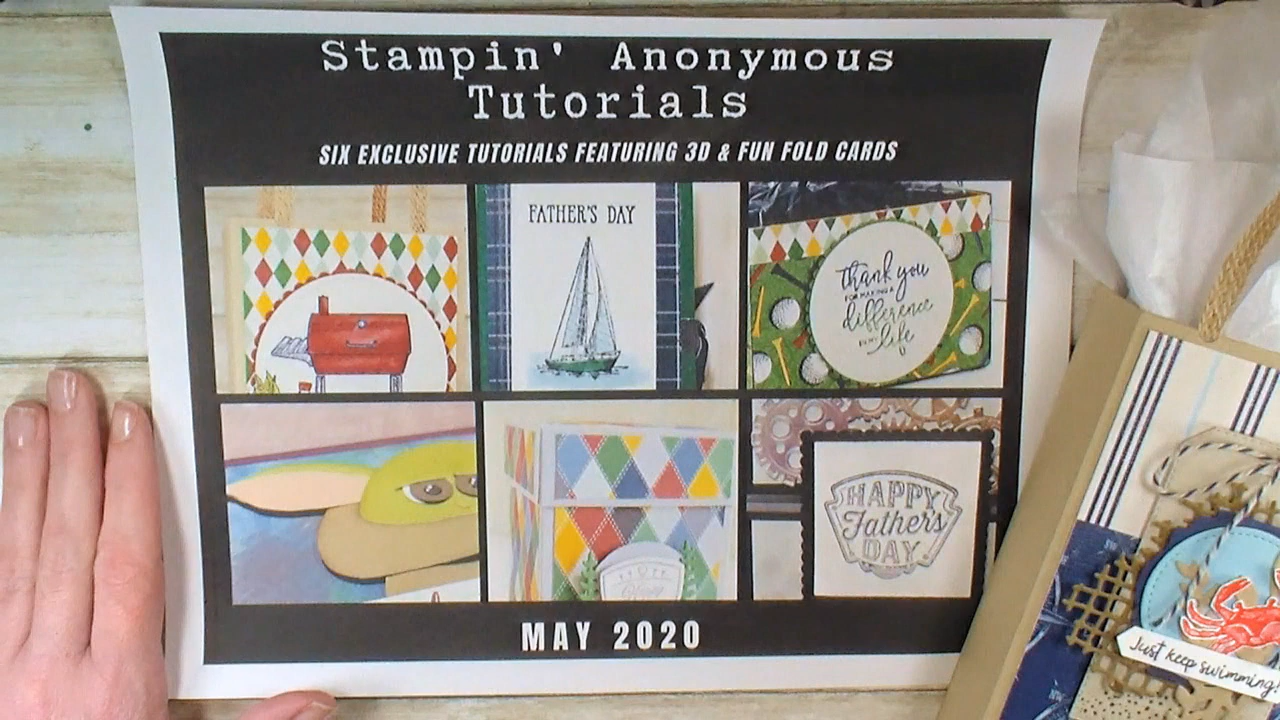 Stampin' Anonymous
Tutorials
SIX EXCLUSIVE TUTORIALS FEATURING 3D & FUN FOLD CARDS
FATHER'S DAY
thank you
FOR MAKING A
difference
IN MY
life
HAPPY
Father's
DAY
MAY 2020
Just keep swimming!